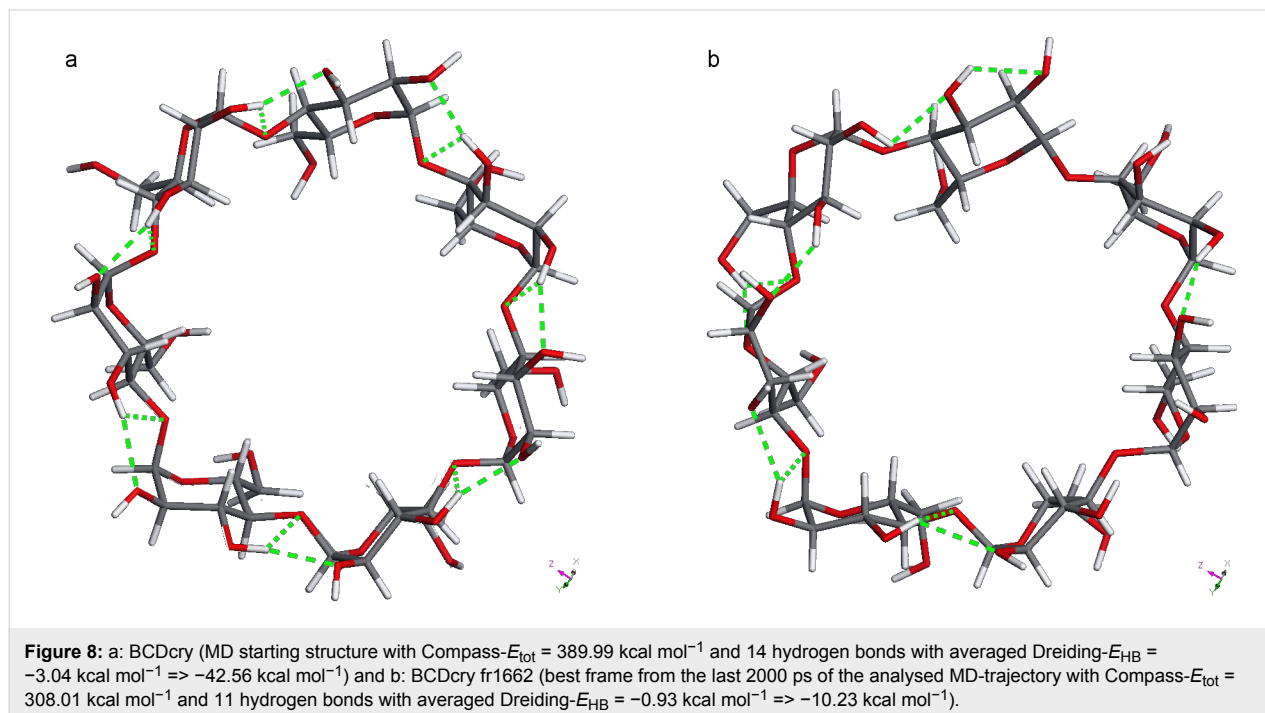 a
b
Z X
Y
Z X
Y
Figure 8: a: BCDcry (MD starting structure with Compass-Etot = 389.99 kcal mol−1 and 14 hydrogen bonds with averaged Dreiding-EHB =
−3.04 kcal mol−1 => −42.56 kcal mol−1) and b: BCDcry fr1662 (best frame from the last 2000 ps of the analysed MD-trajectory with Compass-Etot =
308.01 kcal mol−1 and 11 hydrogen bonds with averaged Dreiding-EHB = −0.93 kcal mol−1 => −10.23 kcal mol−1).